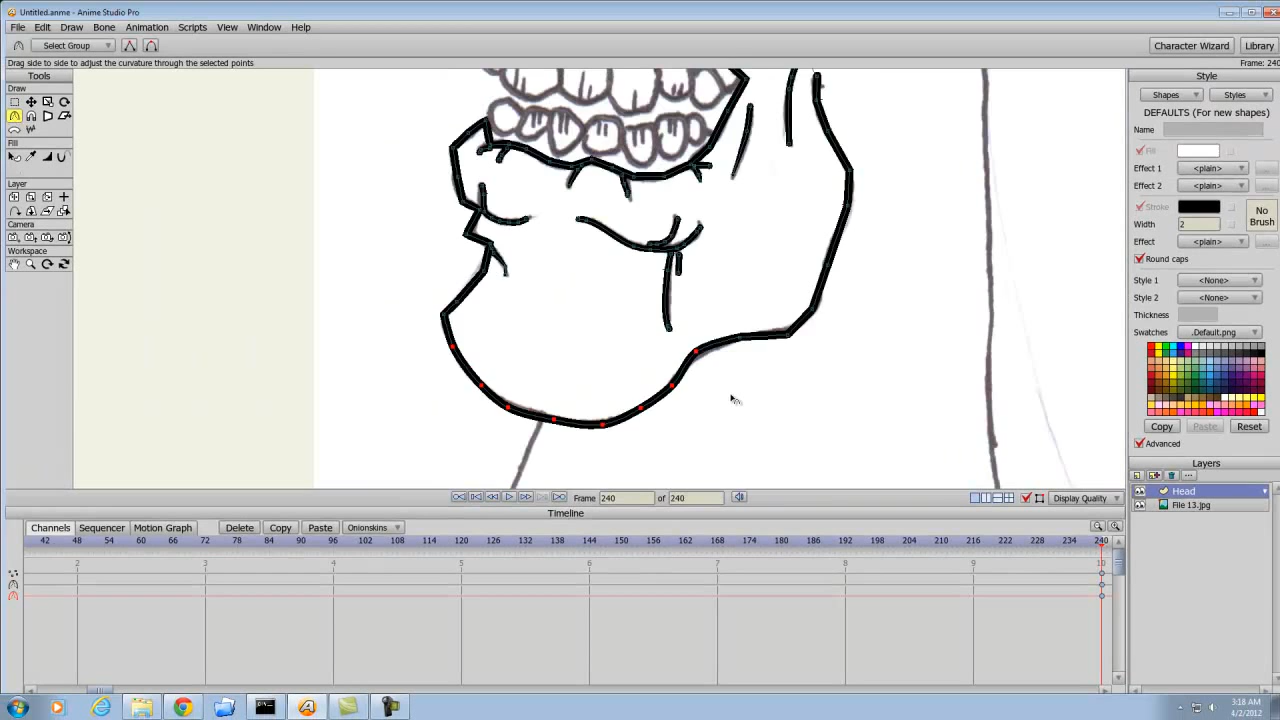 Untitled.anme - Anime Studio Pro
File Edit Draw Bone Animation Scripts View Window Help
Select Group Character Wizard Library
Drag side to side to adjust the curvature through the selected points Frame: 240
Tools
Draw
Fill
Layer
Camera
Workspace
Style
Shapes Styles
DEFAULTS (For new shapes)
Name
Fill
Effect 1 <plain> ...
Effect 2 <plain> ...
Stroke
No Brush
Width 2
Effect <plain> ...
Round caps
Style 1 <None>
Style 2 <None>
Thickness
Swatches .Default.png
Copy Paste Reset
Advanced
Layers
Head
File 13.jpg
Frame 240 of 240 Display Quality
Timeline
Channels Sequencer Motion Graph Delete Copy Paste Onionskins
42 48 54 60 66 72 78 84 90 96 102 108 114 120 126 132 138 144 150 156 162 168 174 180 186 192 198 204 210 216 222 228 234 240
2 3 4 5 6 7 8 9 10
3:18 AM
4/2/2012